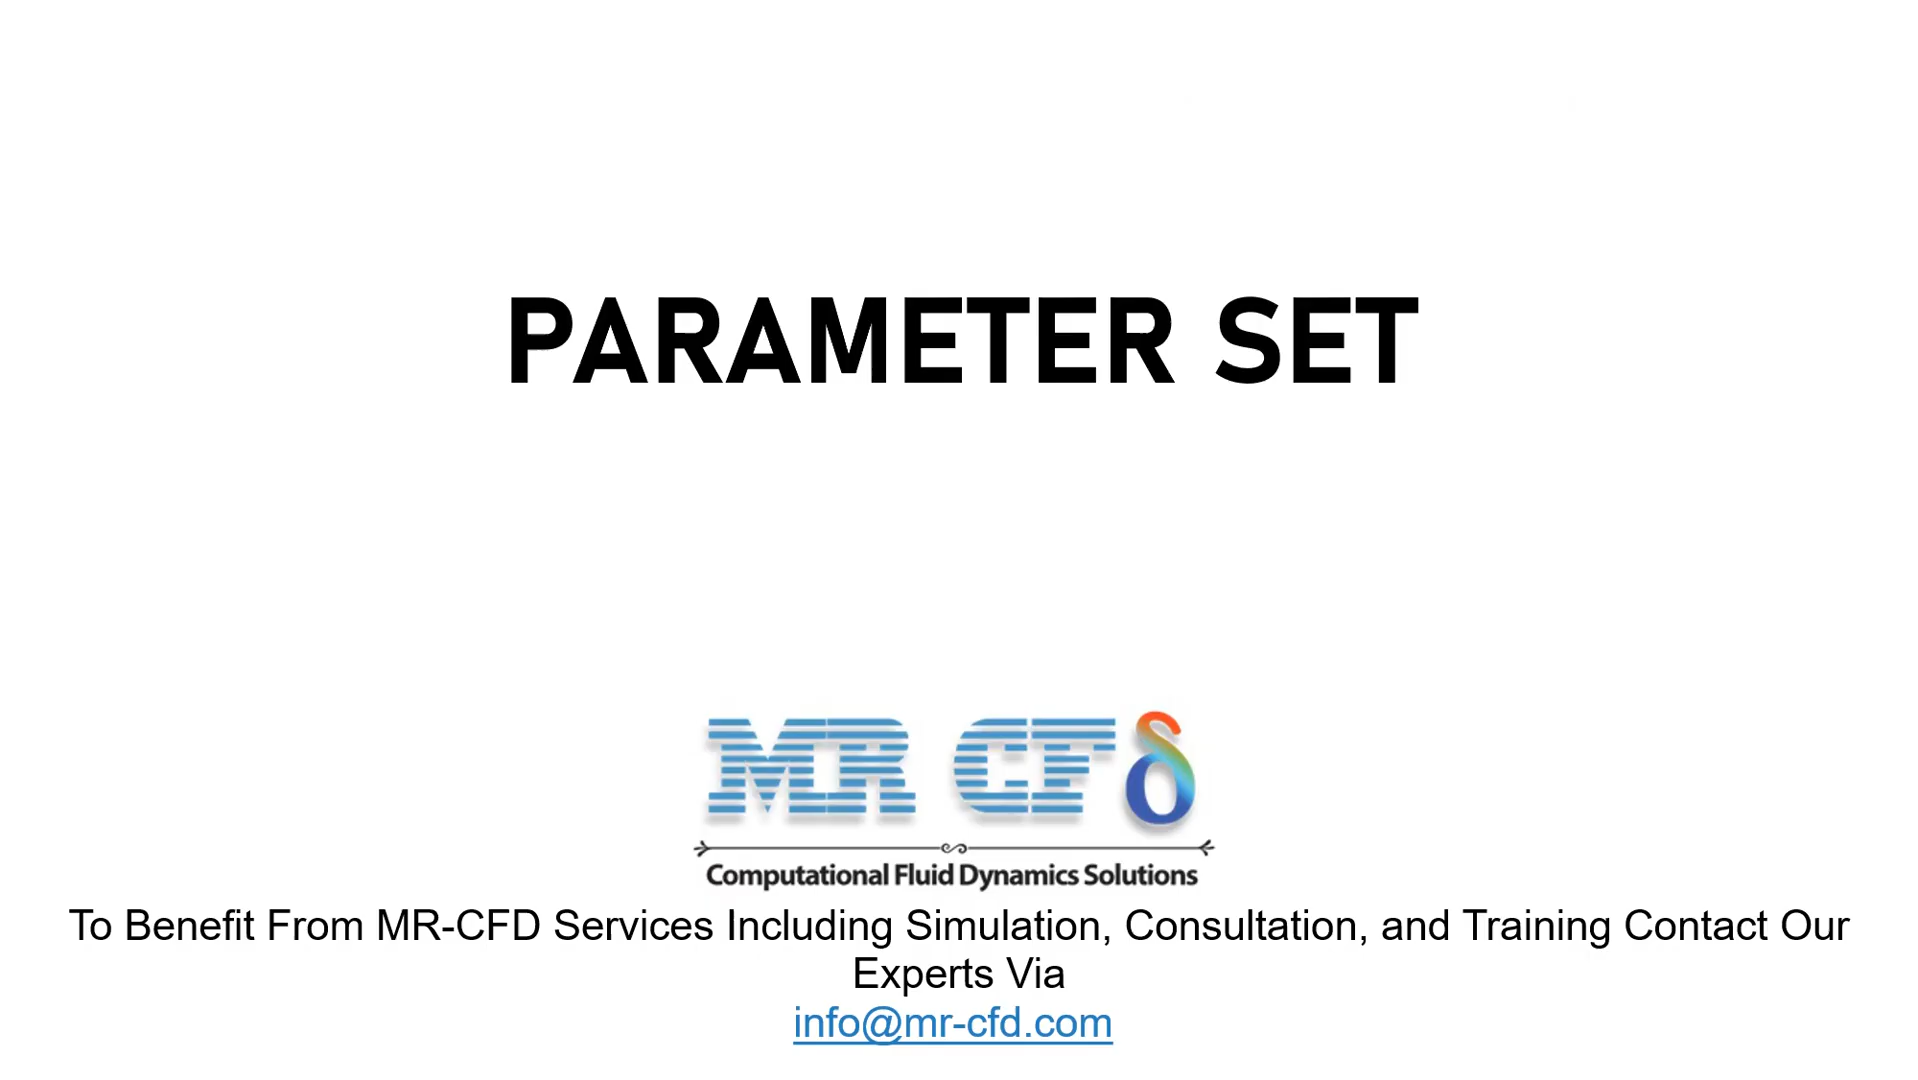 PARAMETER SET
MR CFδ
Computational Fluid Dynamics Solutions
To Benefit From MR-CFD Services Including Simulation, Consultation, and Training Contact Our
Experts Via
info@mr-cfd.com